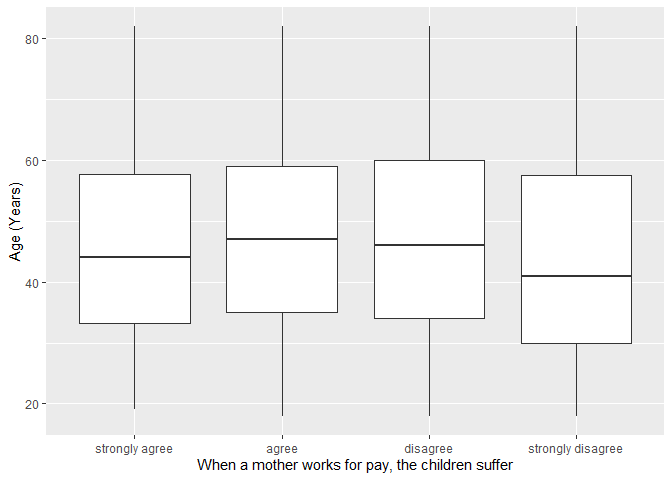 80
60
40
20
Age (Years)
strongly agree agree disagree strongly disagree
When a mother works for pay, the children suffer